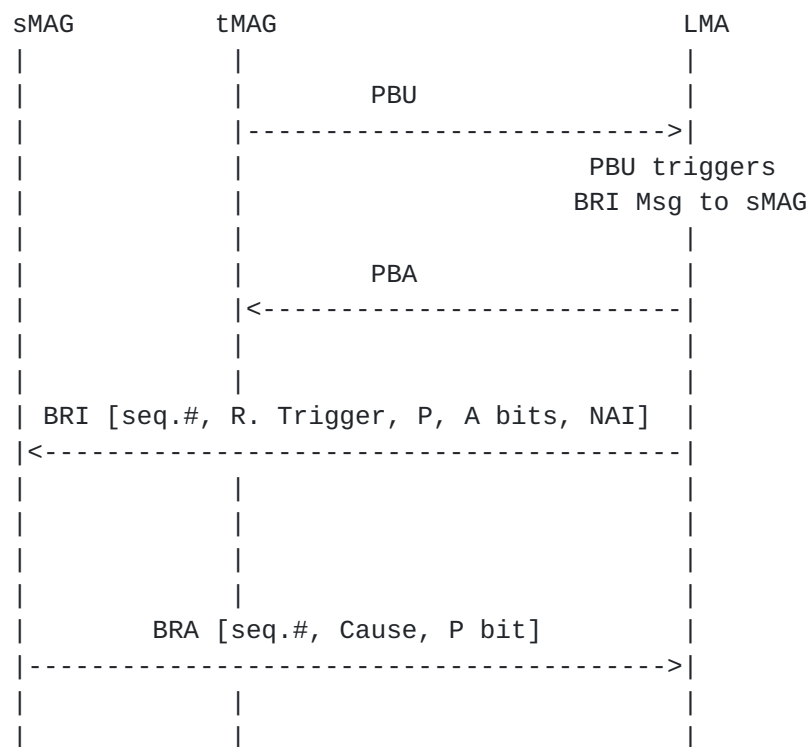 sMAG tMAG LMA
PBU
PBU triggers
BRI Msg to sMAG
PBA
BRI [seq.#, R. Trigger, P, A bits, NAI]
BRA [seq.#, Cause, P bit]